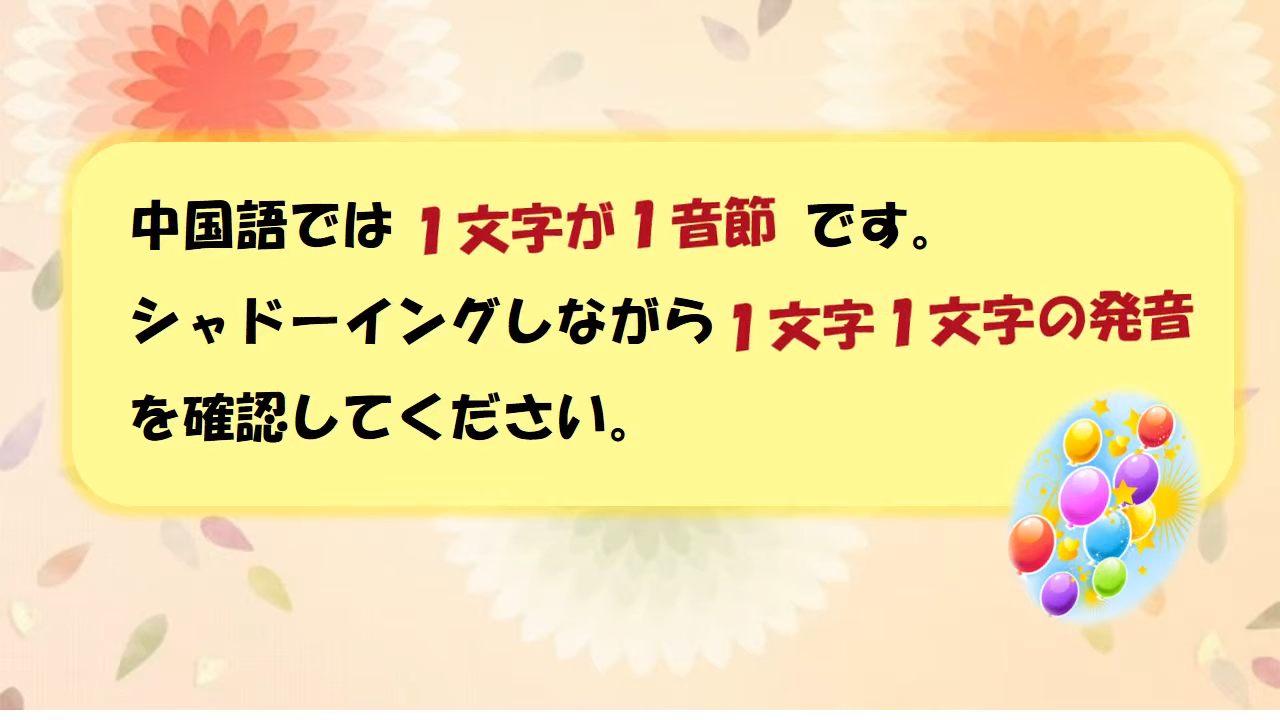 中国語では １文字が１音節 です。
シャドーイングしながら１文字１文字の発音
を確認してください。